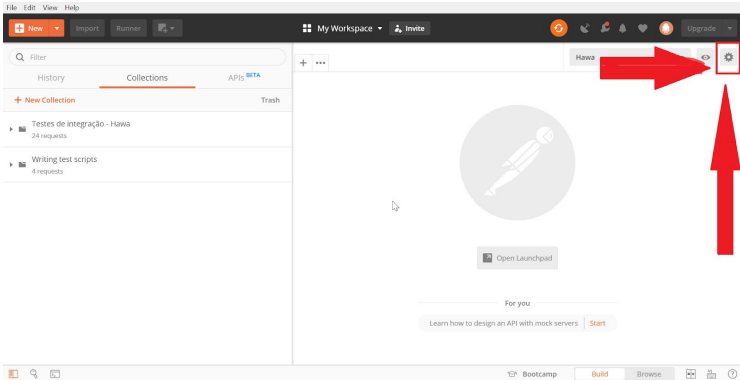 File Edit View Help
New Import Runner My Workspace Invite Upgrade
Filter
Hawa
History Collections APIs BETA
+ New Collection Trash
Testes de integração - Hawa
24 requests
Writing test scripts
4 requests
Open Launchpad
For you
Learn how to design an API with mock servers Start
Bootcamp Build Browse